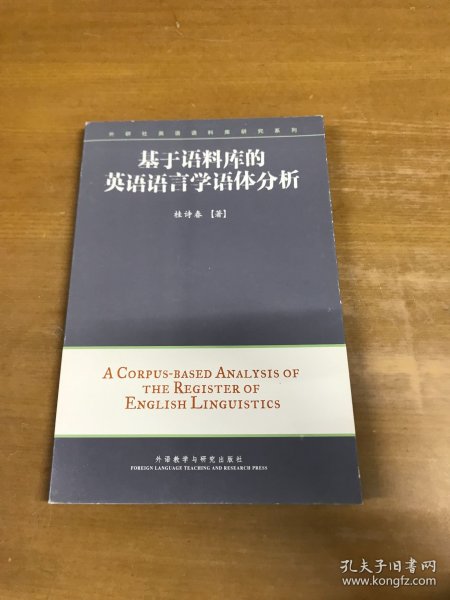 外研社英语语料库研究系列
基于语料库的
英语语言学语体分析
桂诗春 【著】
A CORPUS-BASED ANALYSIS OF
THE REGISTER OF
ENGLISH LINGUISTICS
外语教学与研究出版社
FOREIGN LANGUAGE TEACHING AND RESEARCH PRESS
孔夫子旧书网
www.kongfz.com